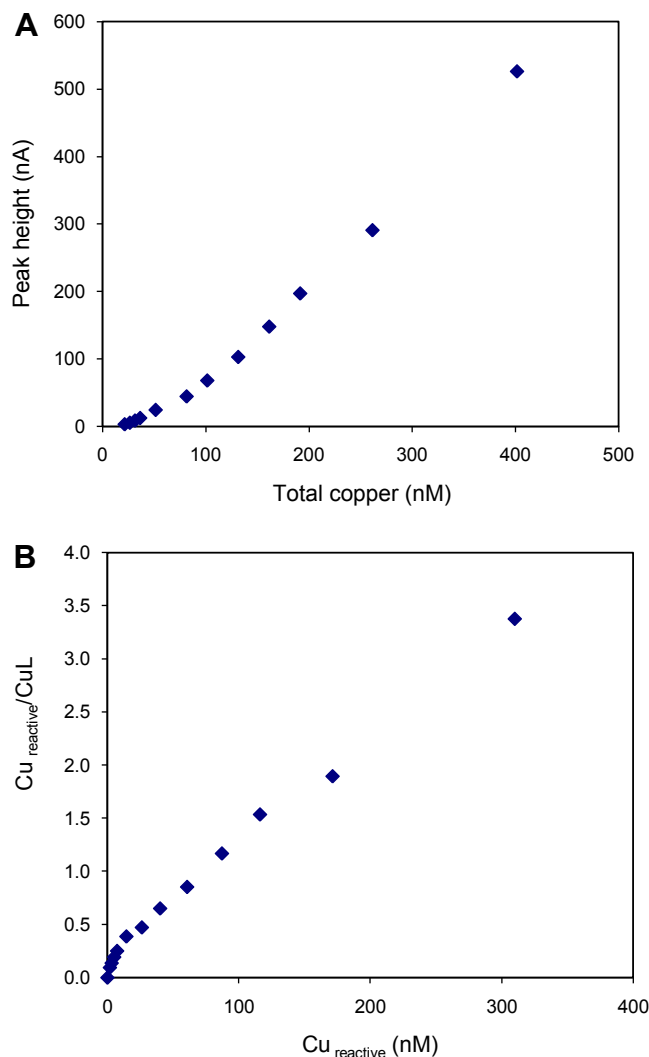 A
600
500
400
300
200
100
0
Peak height (nA)
0 100 200 300 400 500
Total copper (nM)
B
4.0
3.5
3.0
2.5
2.0
1.5
1.0
0.5
0.0
Cu reactive/CuL
0 100 200 300 400
Cu reactive (nM)